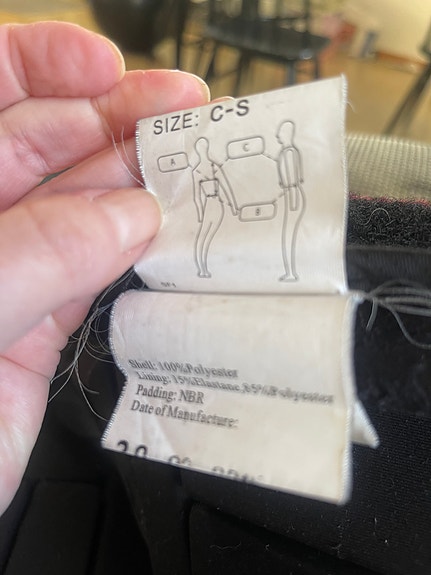 SIZE: C-S
A
C
B
Shell: 100%Polyester
Lining: 15%Elastane,85%Polyester
Padding: NBR
Date of Manufacture: